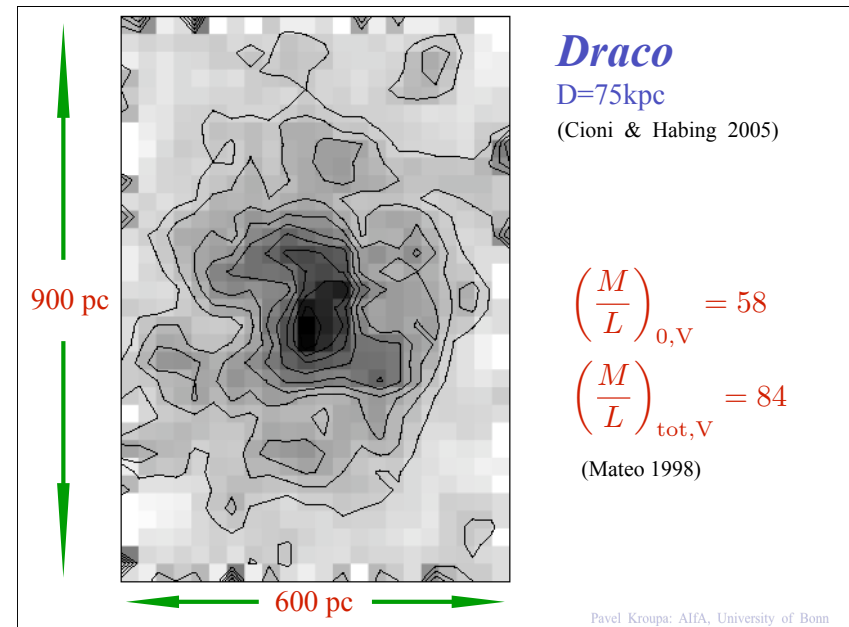 Draco
D=75kpc
(Cioni & Habing 2005)
900 pc
(M/L)0,V = 58
(M/L)tot,V = 84
(Mateo 1998)
600 pc
Pavel Kroupa: AIfA, University of Bonn